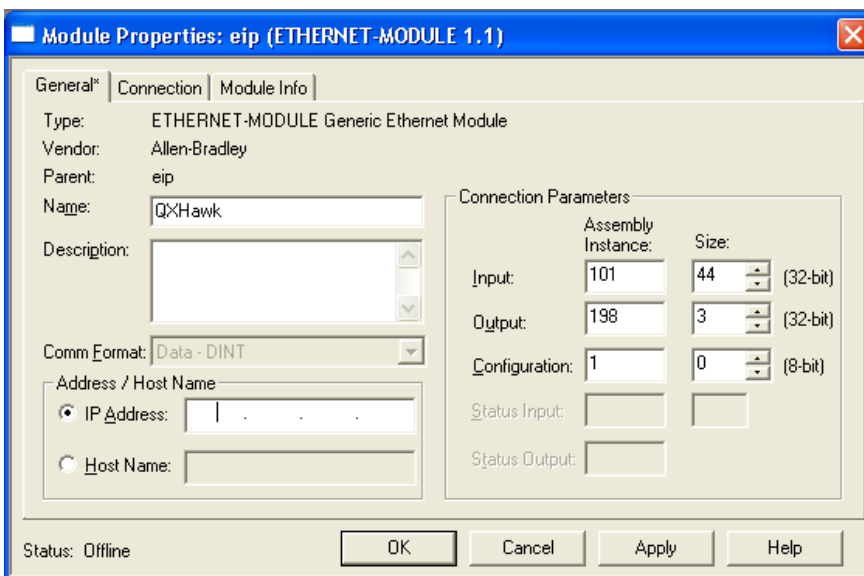 Module Properties: eip (ETHERNET-MODULE 1.1)
General* Connection Module Info
Type: ETHERNET-MODULE Generic Ethernet Module
Vendor: Allen-Bradley
Parent: eip
Name: QXHawk
Description:
Comm Format: Data - DINT
Address / Host Name
IP Address: . . .
Host Name:
Connection Parameters
Assembly
Instance: Size:
Input: 101 44 (32-bit)
Output: 198 3 (32-bit)
Configuration: 1 0 (8-bit)
Status Input:
Status Output:
Status: Offline OK Cancel Apply Help